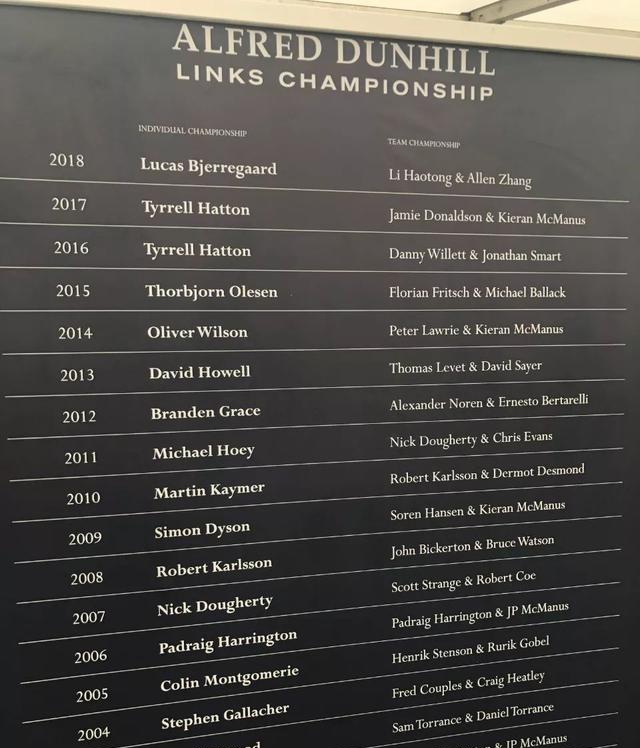 ALFRED DUNHILL
LINKS CHAMPIONSHIP
INDIVIDUAL CHAMPIONSHIP TEAM CHAMPIONSHIP
2018 Lucas Bjerregaard Li Haotong & Allen Zhang
2017 Tyrrell Hatton Jamie Donaldson & Kieran McManus
2016 Tyrrell Hatton Danny Willett & Jonathan Smart
2015 Thorbjorn Olesen Florian Fritsch & Michael Ballack
2014 Oliver Wilson Peter Lawrie & Kieran McManus
2013 David Howell Thomas Levet & David Sayer
2012 Branden Grace Alexander Noren & Ernesto Bertarelli
2011 Michael Hoey Nick Dougherty & Chris Evans
2010 Martin Kaymer Robert Karlsson & Dermot Desmond
2009 Simon Dyson Soren Hansen & Kieran McManus
2008 Robert Karlsson John Bickerton & Bruce Watson
2007 Nick Dougherty Scott Strange & Robert Coe
2006 Padraig Harrington Padraig Harrington & JP McManus
2005 Colin Montgomerie Henrik Stenson & Rurik Gobel
2004 Stephen Gallacher Fred Couples & Craig Heatley
Sam Torrance & Daniel Torrance
& JP McManus